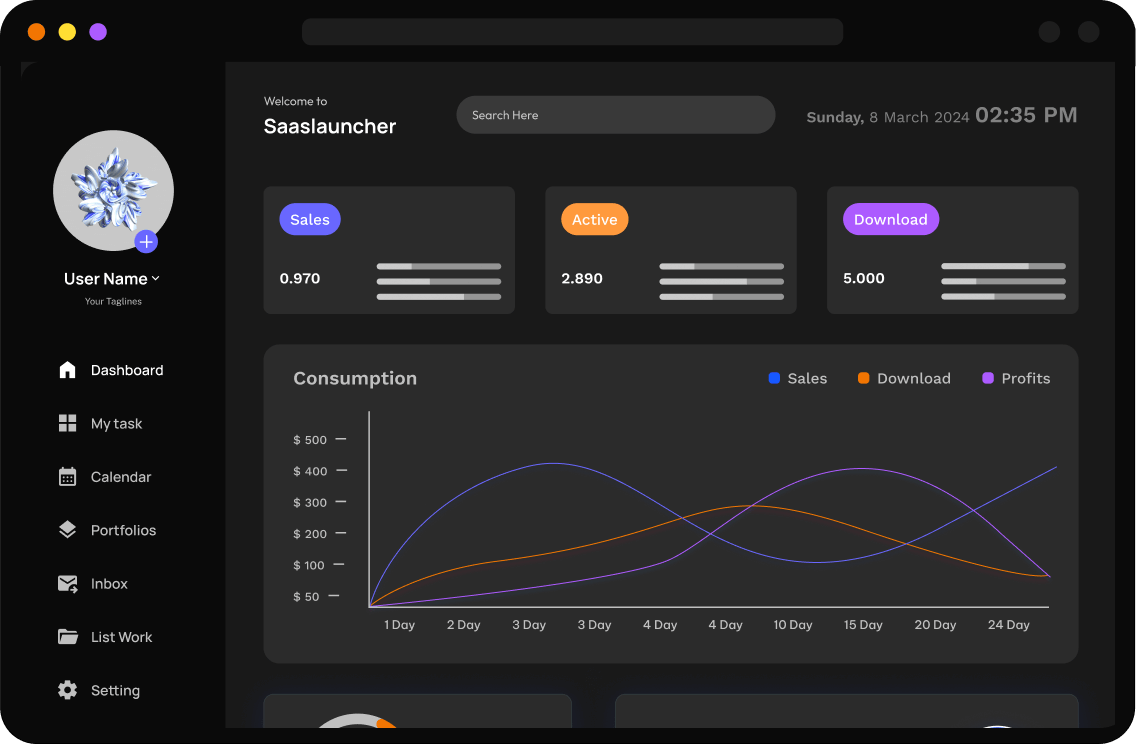 Welcome to
Saaslauncher
Search Here
Sunday, 8 March 2024 02:35 PM
User Name
Your Taglines
Dashboard
My task
Calendar
Portfolios
Inbox
List Work
Setting
Sales
0.970
Active
2.890
Download
5.000
Consumption
Sales
Download
Profits
$ 500
$ 400
$ 300
$ 200
$ 100
$ 50
1 Day 2 Day 3 Day 3 Day 4 Day 4 Day 10 Day 15 Day 20 Day 24 Day